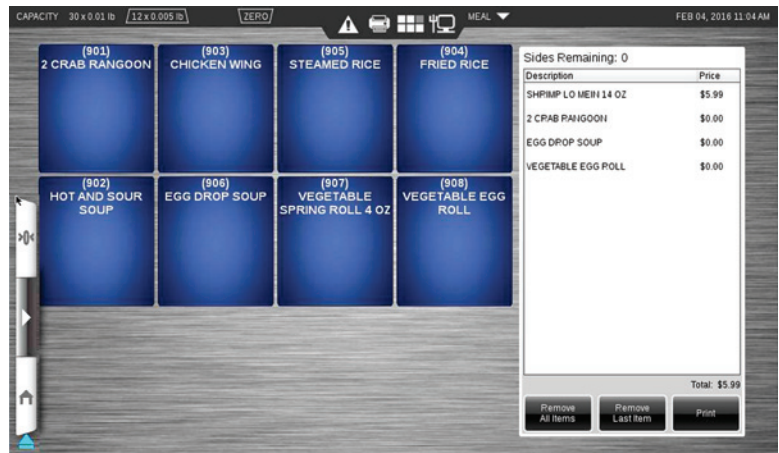 CAPACITY 30 x 0.01 lb 12 x 0.005 lb ZERO MEAL FEB 04, 2016 11:04 AM
(901)
2 CRAB RANGOON
(903)
CHICKEN WING
(905)
STEAMED RICE
(904)
FRIED RICE
(902)
HOT AND SOUR
SOUP
(906)
EGG DROP SOUP
(907)
VEGETABLE
SPRING ROLL 4 OZ
(908)
VEGETABLE EGG
ROLL
>0<
Sides Remaining: 0
Description Price
SHRIMP LO MEIN 14 OZ $5.99
2 CRAB RANGOON $0.00
EGG DROP SOUP $0.00
VEGETABLE EGG ROLL $0.00
Total: $5.99
Remove
All Items
Remove
Last Item
Print